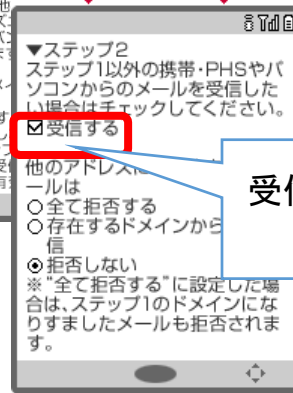 ▼ステップ2
ステップ1以外の携帯・PHSやパ
ソコンからのメールを受信した
い場合はチェックしてください。
☑受信する
他のアドレスに
ールは
○全て拒否する
○存在するドメインから
信
◉拒否しない
※"全て拒否する"に設定した場
合は、ステップ1のドメインにな
りすましたメールも拒否されま
す。
受信